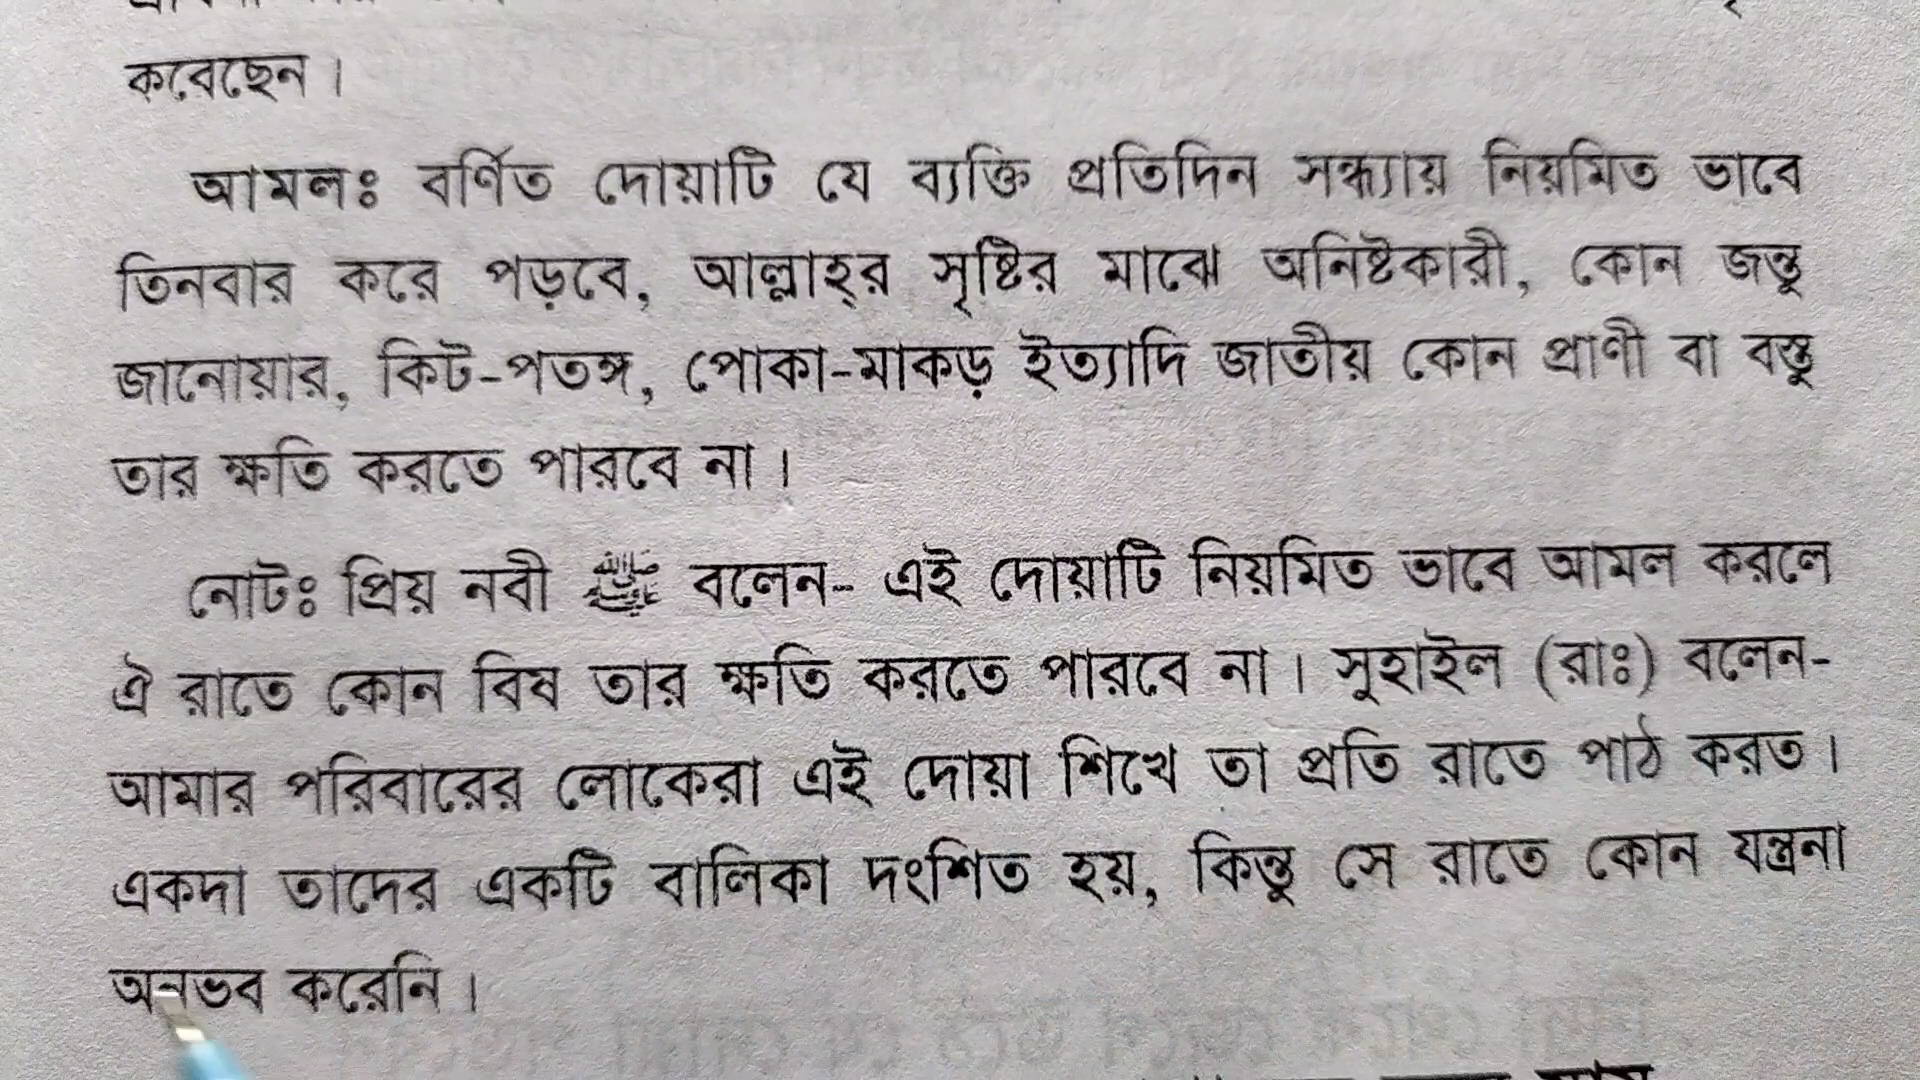 কবেছেন।
আমলঃ বর্ণিত দোয়াটি যে ব্যক্তি প্রতিদিন সন্ধ্যায় নিয়মিত ভাবে
তিনবার করে পড়বে, আল্লাহ্‌র সৃষ্টির মাঝে অনিষ্টকারী, কোন জন্তু
জানোয়ার, কিট-পতঙ্গ, পোকা-মাকড় ইত্যাদি জাতীয় কোন প্রাণী বা বস্তু
তার ক্ষতি করতে পারবে না।
নোটঃ প্রিয় নবী ﷺ বলেন- এই দোয়াটি নিয়মিত ভাবে আমল করলে
ঐ রাতে কোন বিষ তার ক্ষতি করতে পারবে না। সুহাইল (রাঃ) বলেন-
আমার পরিবারের লোকেরা এই দোয়া শিখে তা প্রতি রাতে পাঠ করত।
একদা তাদের একটি বালিকা দংশিত হয়, কিন্তু সে রাতে কোন যন্ত্রনা
অনুভব করেনি।